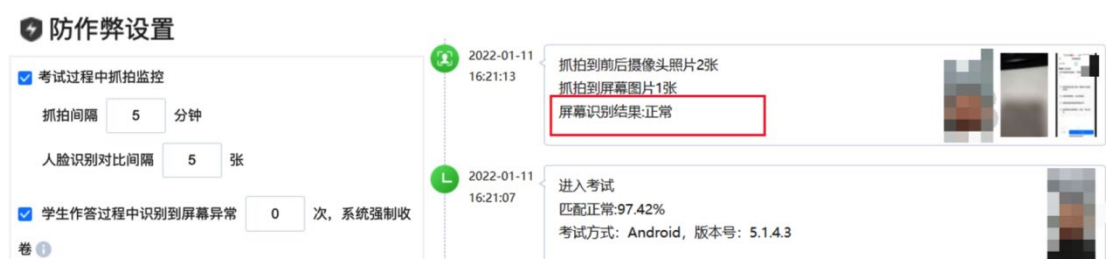 防作弊设置
考试过程中抓拍监控
抓拍间隔 5 分钟
人脸识别对比间隔 5 张
学生作答过程中识别到屏幕异常 0 次，系统强制收
卷
2022-01-11
16:21:13
抓拍到前后摄像头照片2张
抓拍到屏幕图片1张
屏幕识别结果:正常
2022-01-11
16:21:07
进入考试
匹配正常:97.42%
考试方式：Android，版本号：5.1.4.3